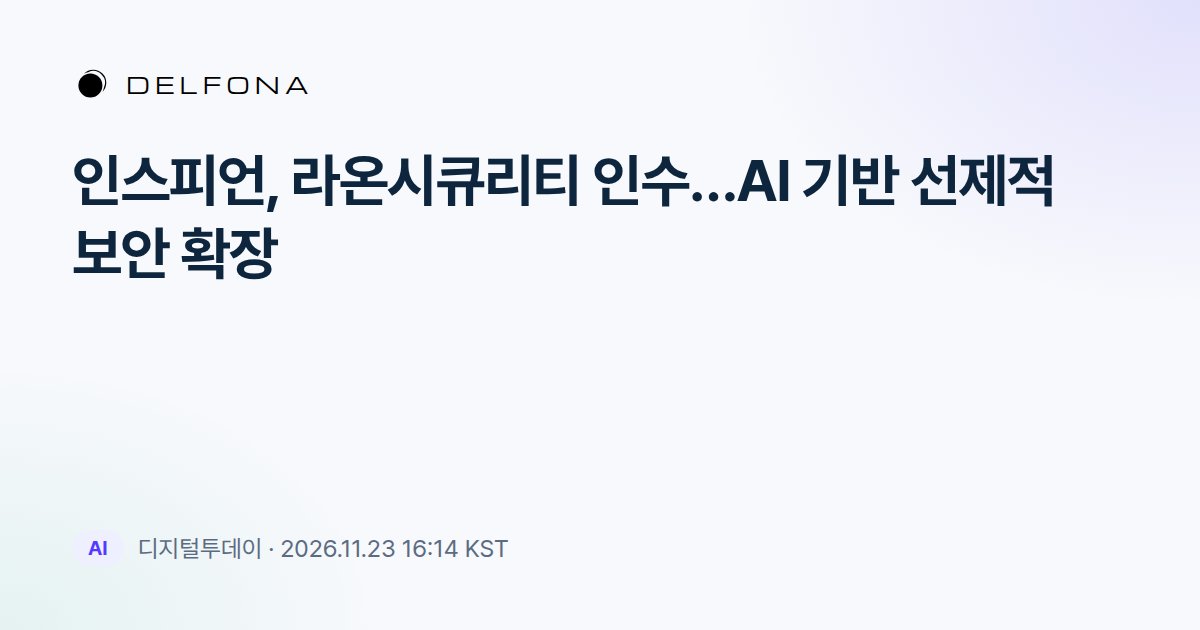 DELFONA
인스피언, 라온시큐리티 인수…AI 기반 선제적
보안 확장
AI 디지털투데이 · 2026.11.23 16:14 KST